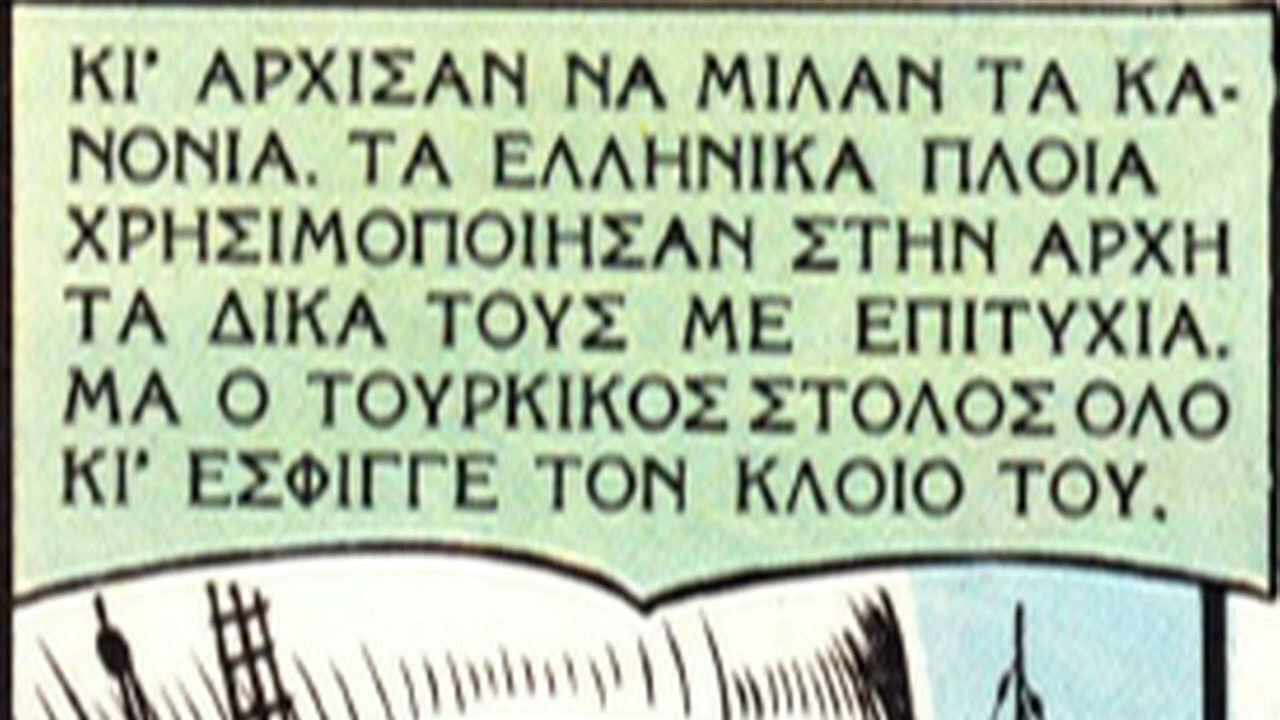 ΚΙ' ΑΡΧΙΣΑΝ ΝΑ ΜΙΛΑΝ ΤΑ ΚΑ-
ΝΟΝΙΑ. ΤΑ ΕΛΛΗΝΙΚΑ ΠΛΟΙΑ
ΧΡΗΣΙΜΟΠΟΙΗΣΑΝ ΣΤΗΝ ΑΡΧΗ
ΤΑ ΔΙΚΑ ΤΟΥΣ ΜΕ ΕΠΙΤΥΧΙΑ.
ΜΑ Ο ΤΟΥΡΚΙΚΟΣ ΣΤΟΛΟΣ ΟΛΟ
ΚΙ' ΕΣΦΙΓΓΕ ΤΟΝ ΚΛΟΙΟ ΤΟΥ.